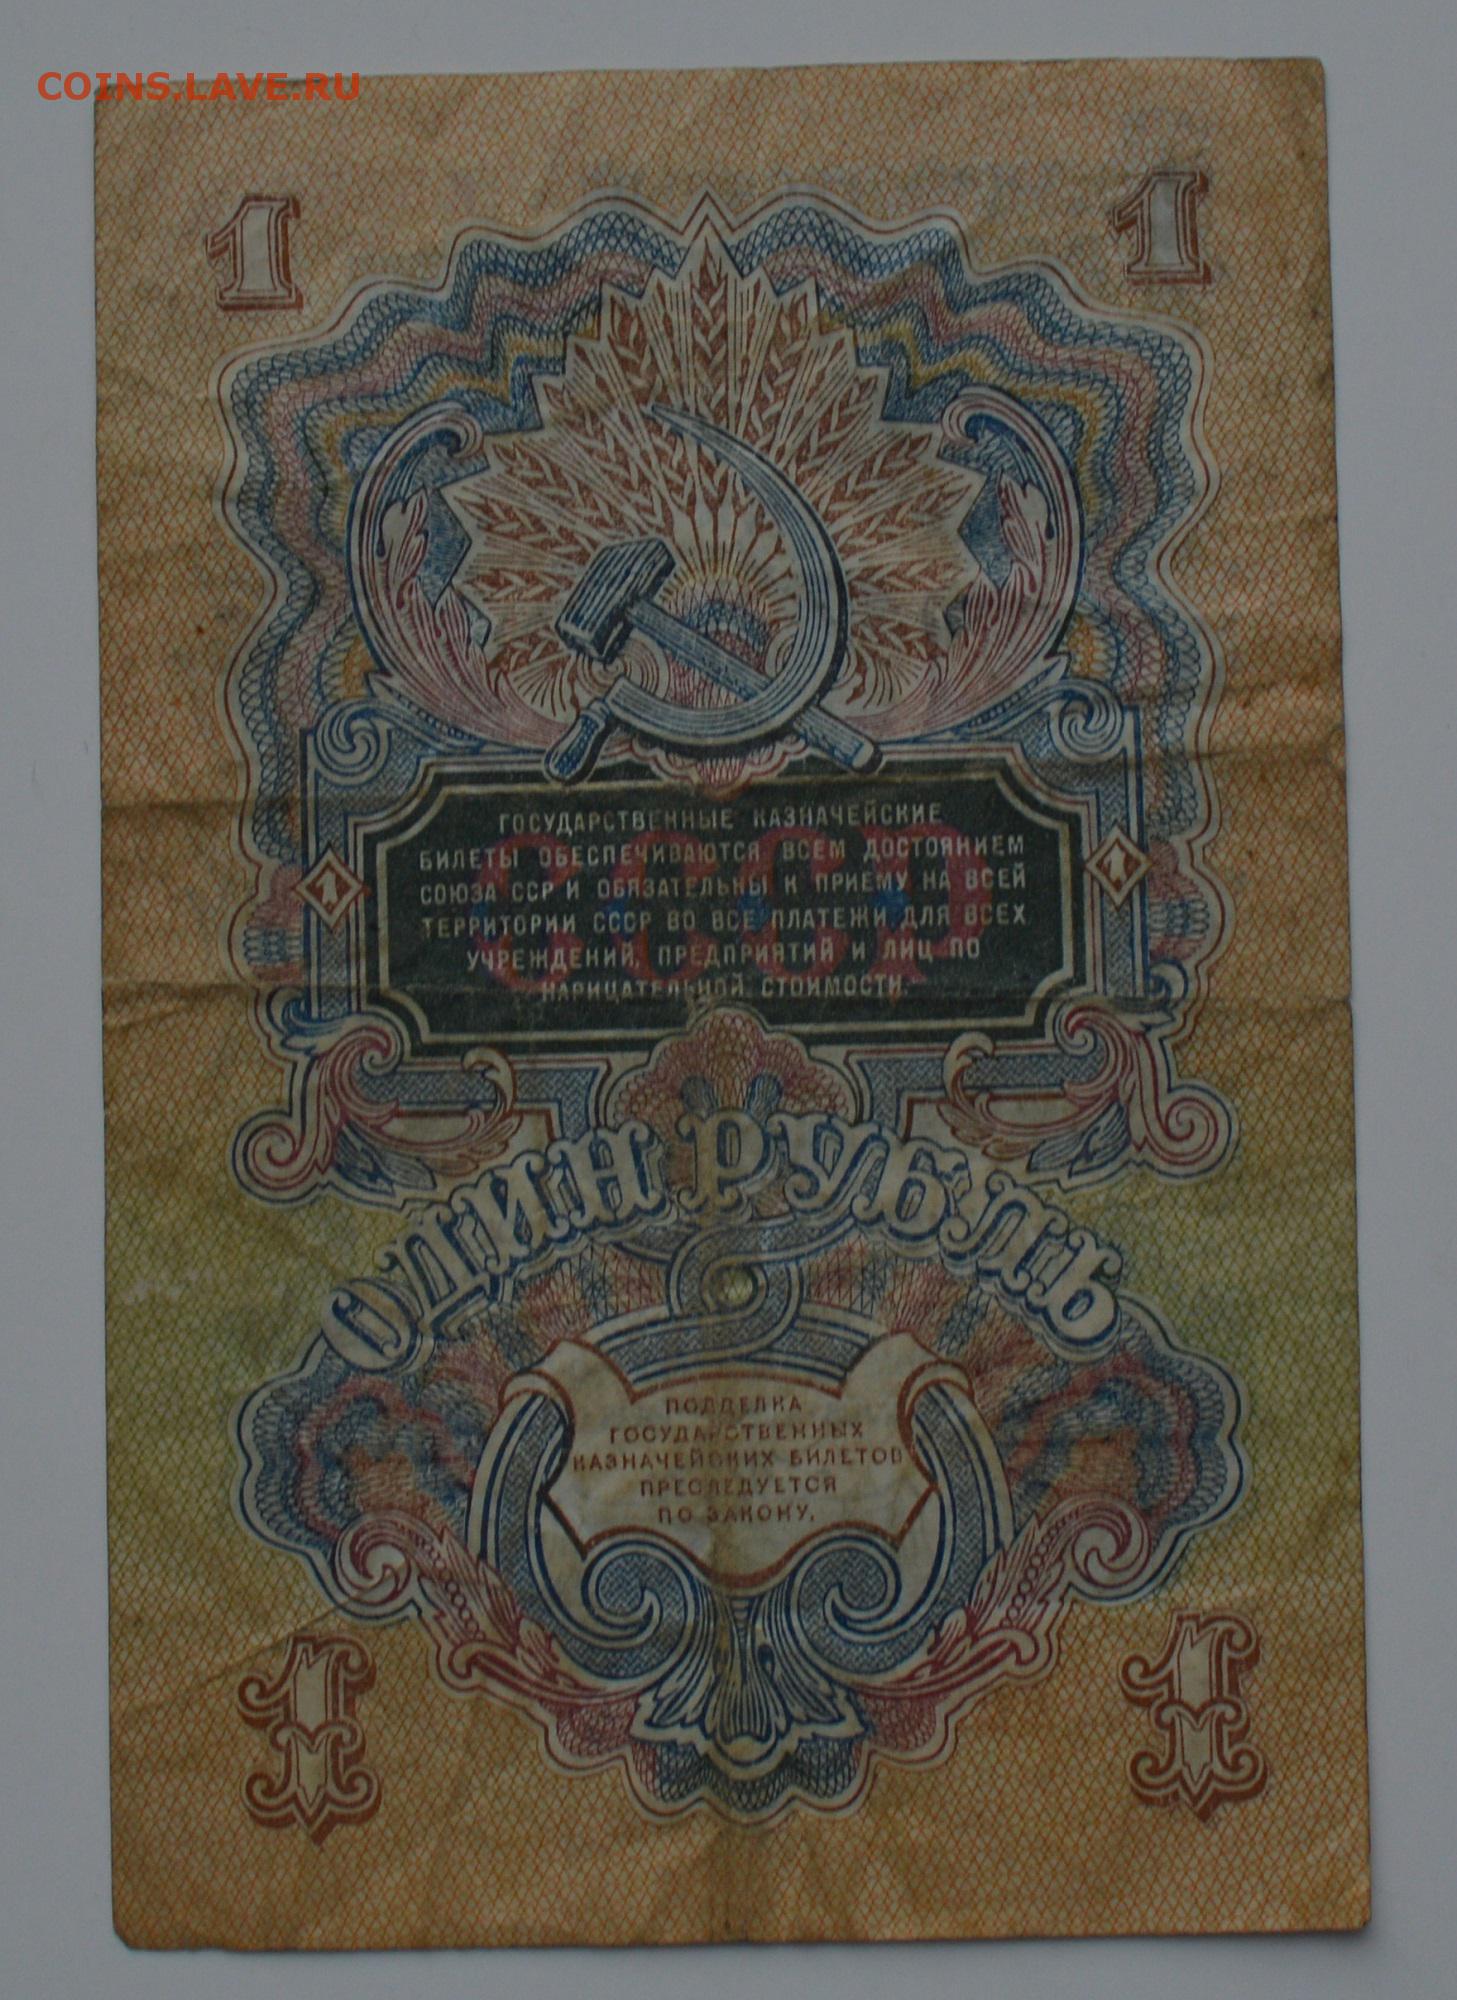 COINS.LAVE.RU
1 1
ГОСУДАРСТВЕННЫЕ КАЗНАЧЕЙСКИЕ
БИЛЕТЫ ОБЕСПЕЧИВАЮТСЯ ВСЕМ ДОСТОЯНИЕМ
СОЮЗА ССР И ОБЯЗАТЕЛЬНЫ К ПРИЕМУ НА ВСЕЙ
ТЕРРИТОРИИ СССР ВО ВСЕ ПЛАТЕЖИ ДЛЯ ВСЕХ
УЧРЕЖДЕНИЙ, ПРЕДПРИЯТИЙ И ЛИЦ ПО
НАРИЦАТЕЛЬНОЙ СТОИМОСТИ.
СССР
1 1
ОДИН РУБЛЬ
ПОДДЕЛКА
ГОСУДАРСТВЕННЫХ
КАЗНАЧЕЙСКИХ БИЛЕТОВ
ПРЕСЛЕДУЕТСЯ
ПО ЗАКОНУ.
1 1